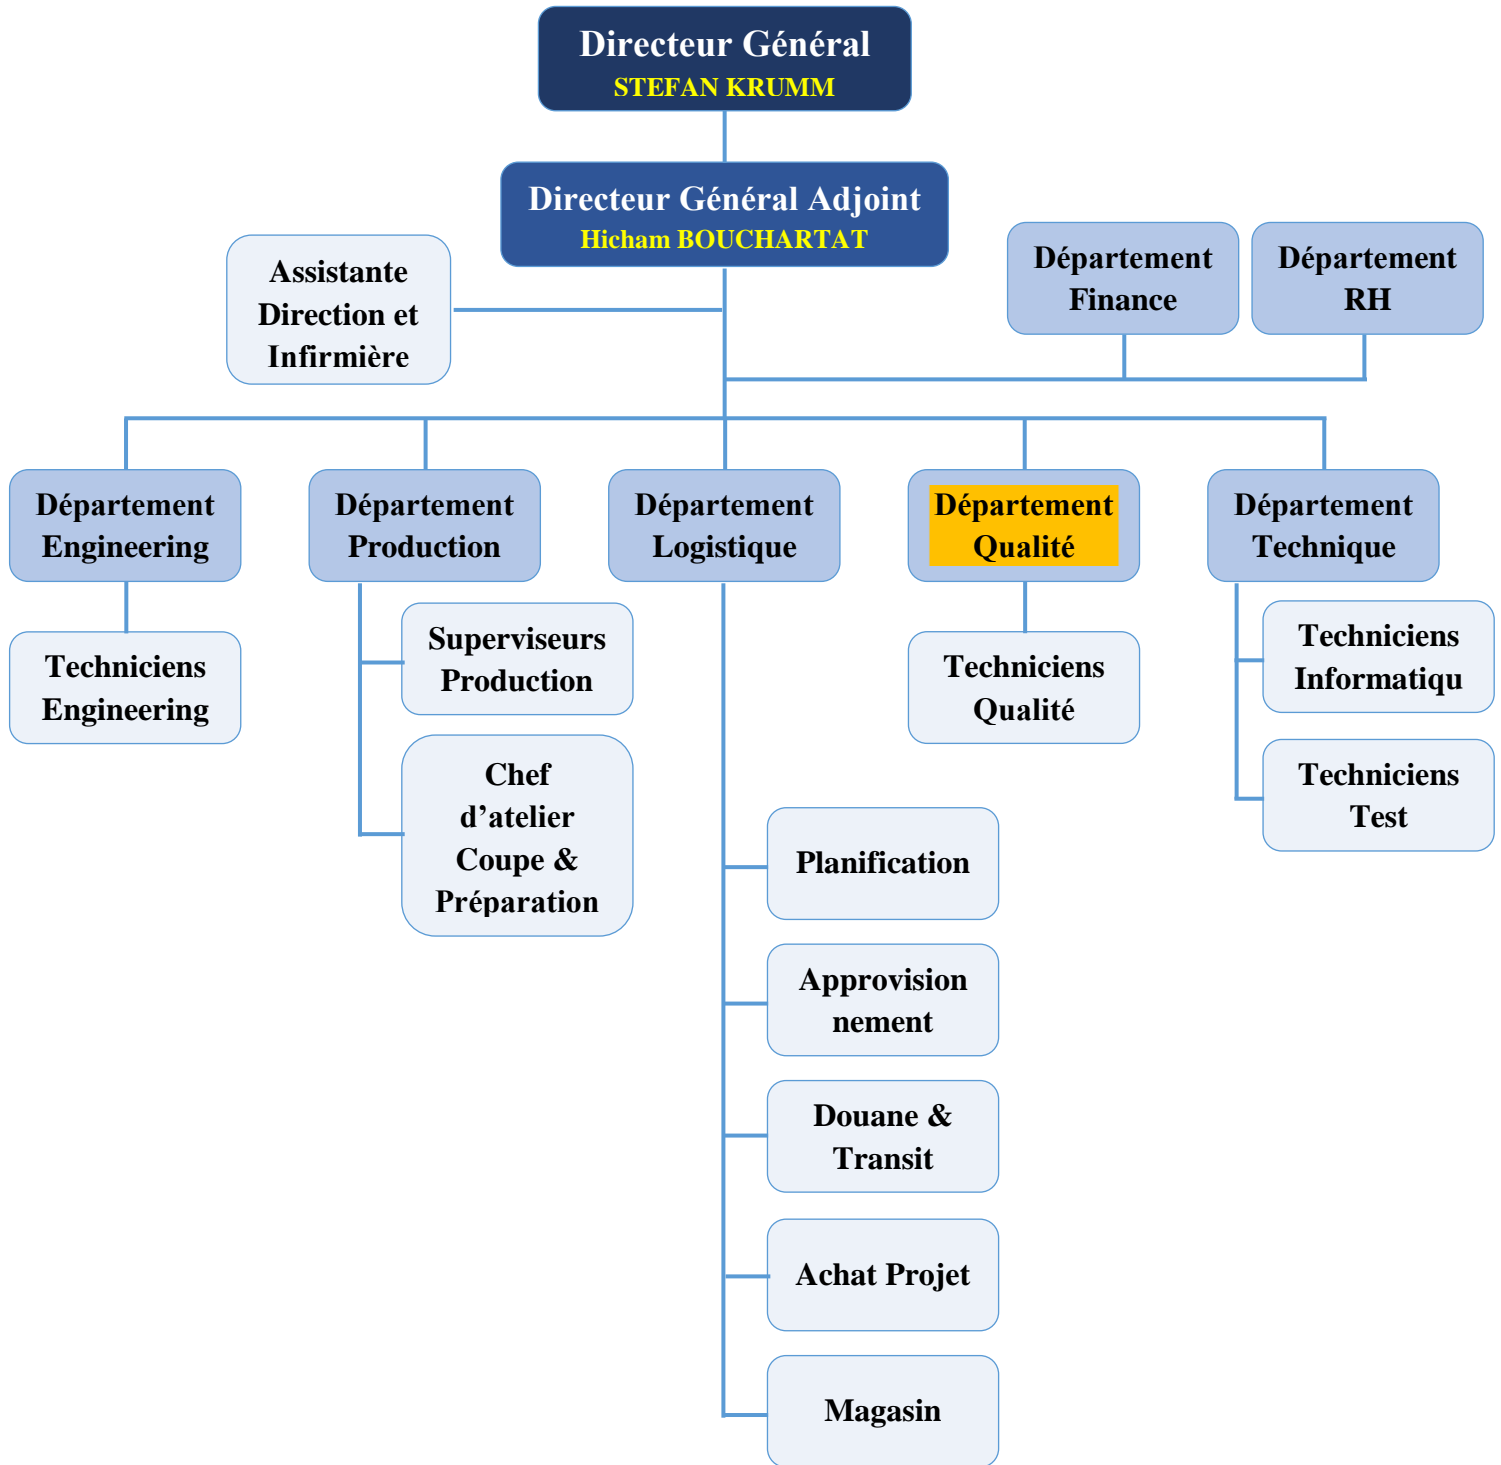 Directeur Général
STEFAN KRUMM
Directeur Général Adjoint
Hicham BOUCHARTAT
Assistante
Direction et
Infirmière
Département
Finance
Département
RH
Département
Engineering
Département
Production
Département
Logistique
Département
Qualité
Département
Technique
Techniciens
Engineering
Superviseurs
Production
Chef
d’atelier
Coupe &
Préparation
Planification
Approvision
nement
Douane &
Transit
Achat Projet
Magasin
Techniciens
Qualité
Techniciens
Informatiqu
Techniciens
Test